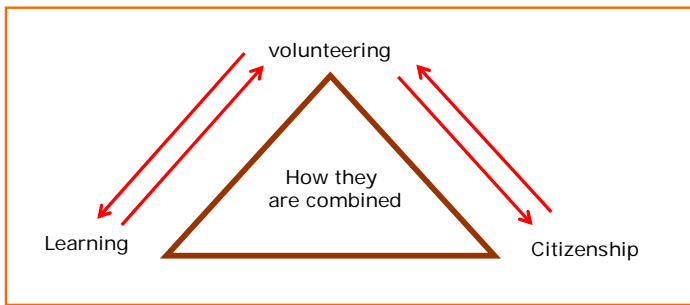 volunteering
How they
are combined
Learning
Citizenship